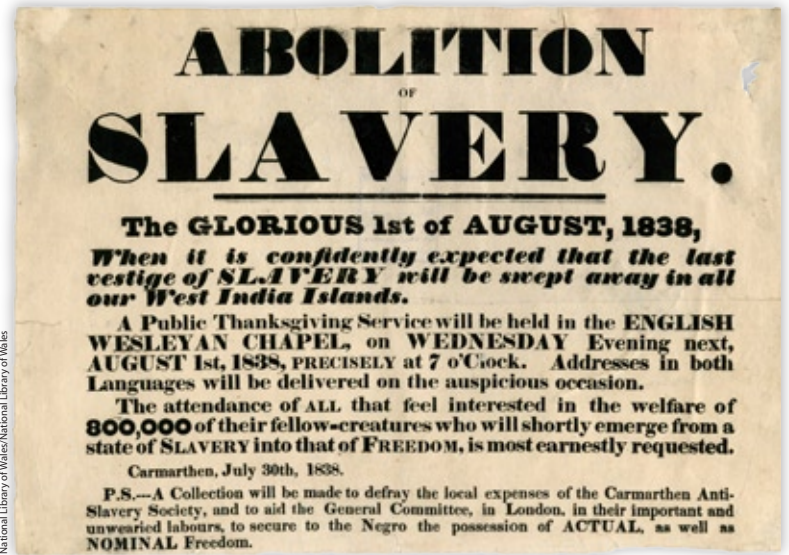 ABOLITION
OF
SLAVERY.
The GLORIOUS 1st of AUGUST, 1838,
When it is confidently expected that the last
vestige of SLAVERY will be swept away in all
our West India Islands.
A Public Thanksgiving Service will be held in the ENGLISH
WESLEYAN CHAPEL, on WEDNESDAY Evening next,
AUGUST 1st, 1838, PRECISELY at 7 o'Clock. Addresses in both
Languages will be delivered on the auspicious occasion.
The attendance of ALL that feel interested in the welfare of
800,000 of their fellow-creatures who will shortly emerge from a
state of SLAVERY into that of FREEDOM, is most earnestly requested.
Carmarthen, July 30th, 1838.
P.S.—A Collection will be made to defray the local expenses of the Carmarthen Anti-
Slavery Society, and to aid the General Committee, in London, in their important and
unwearied labours, to secure to the Negro the possession of ACTUAL, as well as
NOMINAL Freedom.
National Library of Wales/National Library of Wales